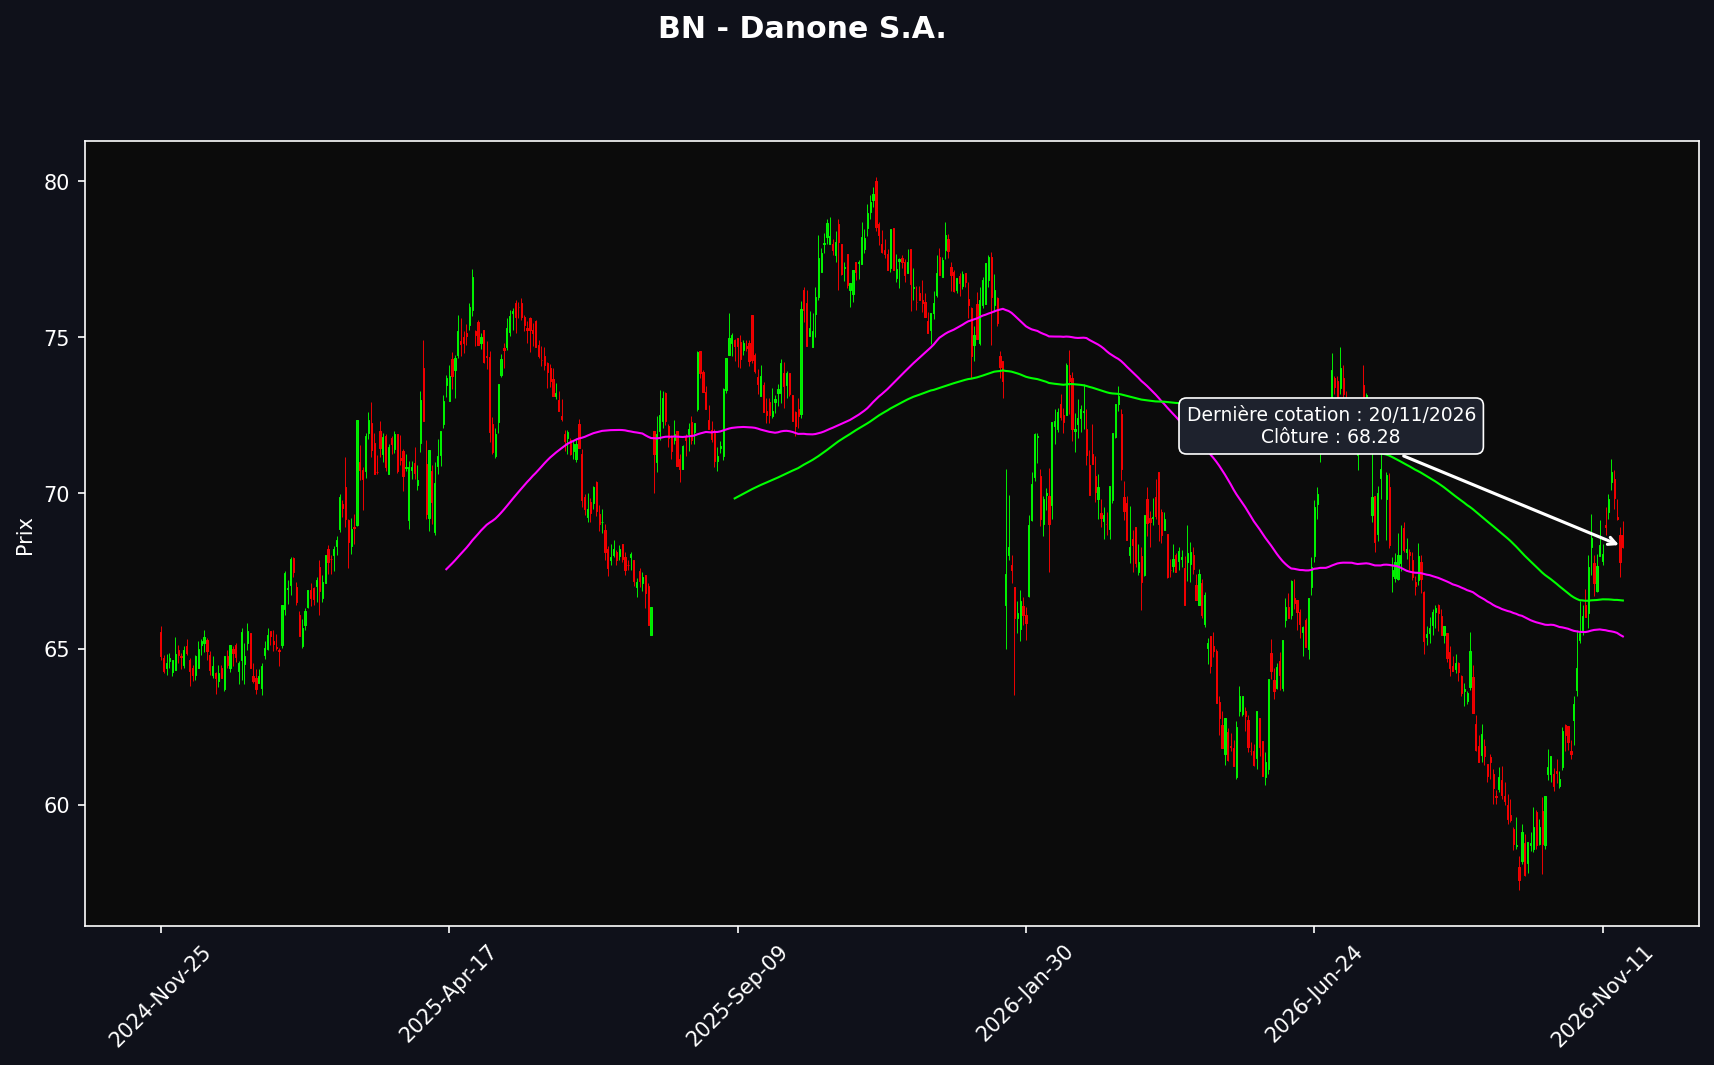 BN - Danone S.A.
80
75
70
65
60
Prix
Dernière cotation : 20/11/2026
Clôture : 68.28
2024-Nov-25
2025-Apr-17
2025-Sep-09
2026-Jan-30
2026-Jun-24
2026-Nov-11